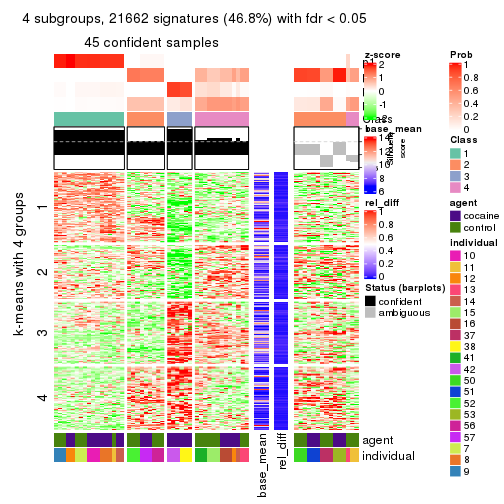 4 subgroups, 21662 signatures (46.8%) with fdr < 0.05
45 confident samples
z-score
2
1
0
-1
-2
Class
base_mean
14
12
10
8
6
Silhouette
score
rel_diff
1
0.8
0.6
0.4
0.2
0
Status (barplots)
confident
ambiguous
Prob
1
0.8
0.6
0.4
0.2
0
Class
1
2
3
4
agent
cocaine
control
individual
10
11
12
13
14
15
16
37
38
41
42
50
51
52
53
56
57
7
8
9
k-means with 4 groups
1
2
3
4
agent
individual
base_mean
rel_diff